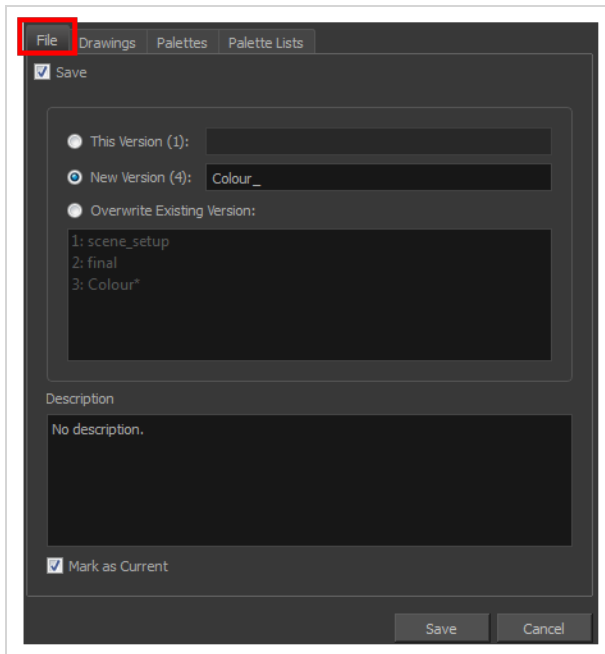 File Drawings Palettes Palette Lists
Save
This Version (1):
New Version (4): Colour_
Overwrite Existing Version:
1: scene_setup
2: final
3: Colour*
Description
No description.
Mark as Current
Save Cancel